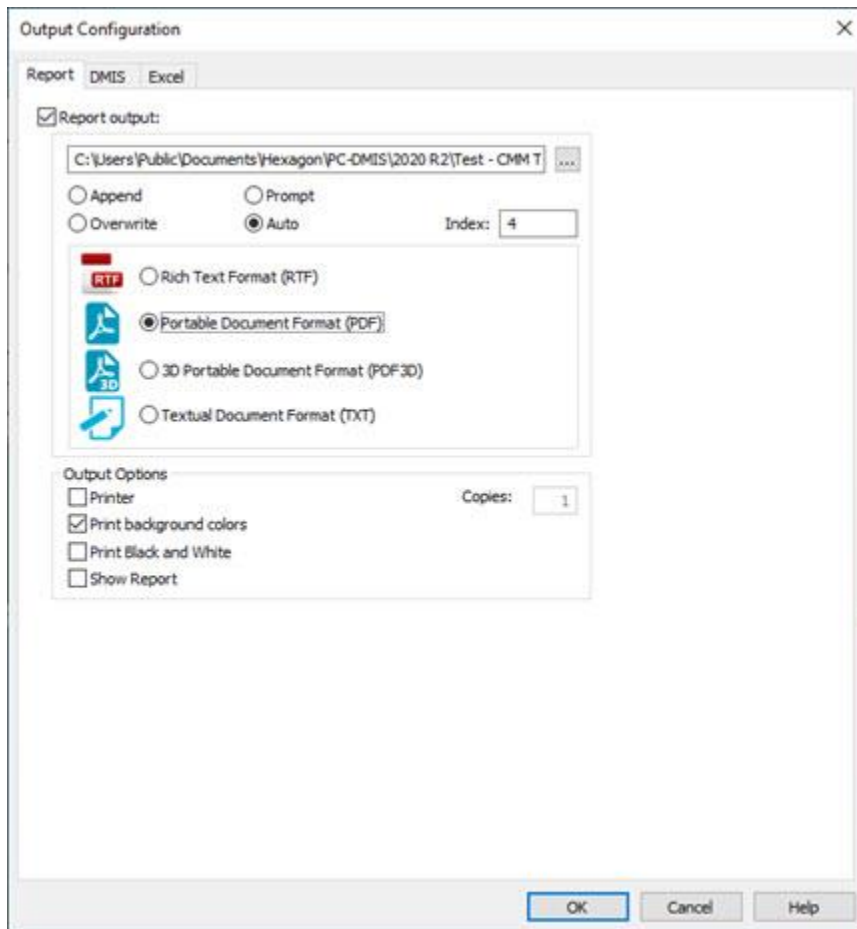 Output Configuration
Report DMIS Excel
Report output:
C:\Users\Public\Documents\Hexagon\PC-DMIS\2020 R2\Test - CMM T ...
Append Prompt
Overwrite Auto Index: 4
RTF Rich Text Format (RTF)
Portable Document Format (PDF)
3D 3D Portable Document Format (PDF3D)
Textual Document Format (TXT)
Output Options
Printer Copies: 1
Print background colors
Print Black and White
Show Report
OK Cancel Help